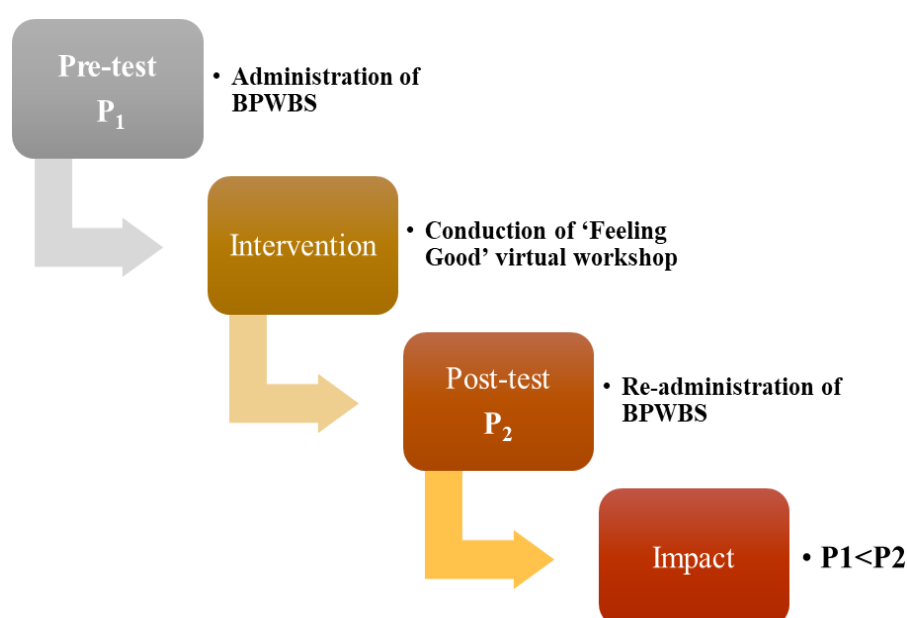 Pre-test
P₁
• Administration of
BPWBS
Intervention
• Conduction of ‘Feeling
Good’ virtual workshop
Post-test
P₂
• Re-administration of
BPWBS
Impact
• P1<P2